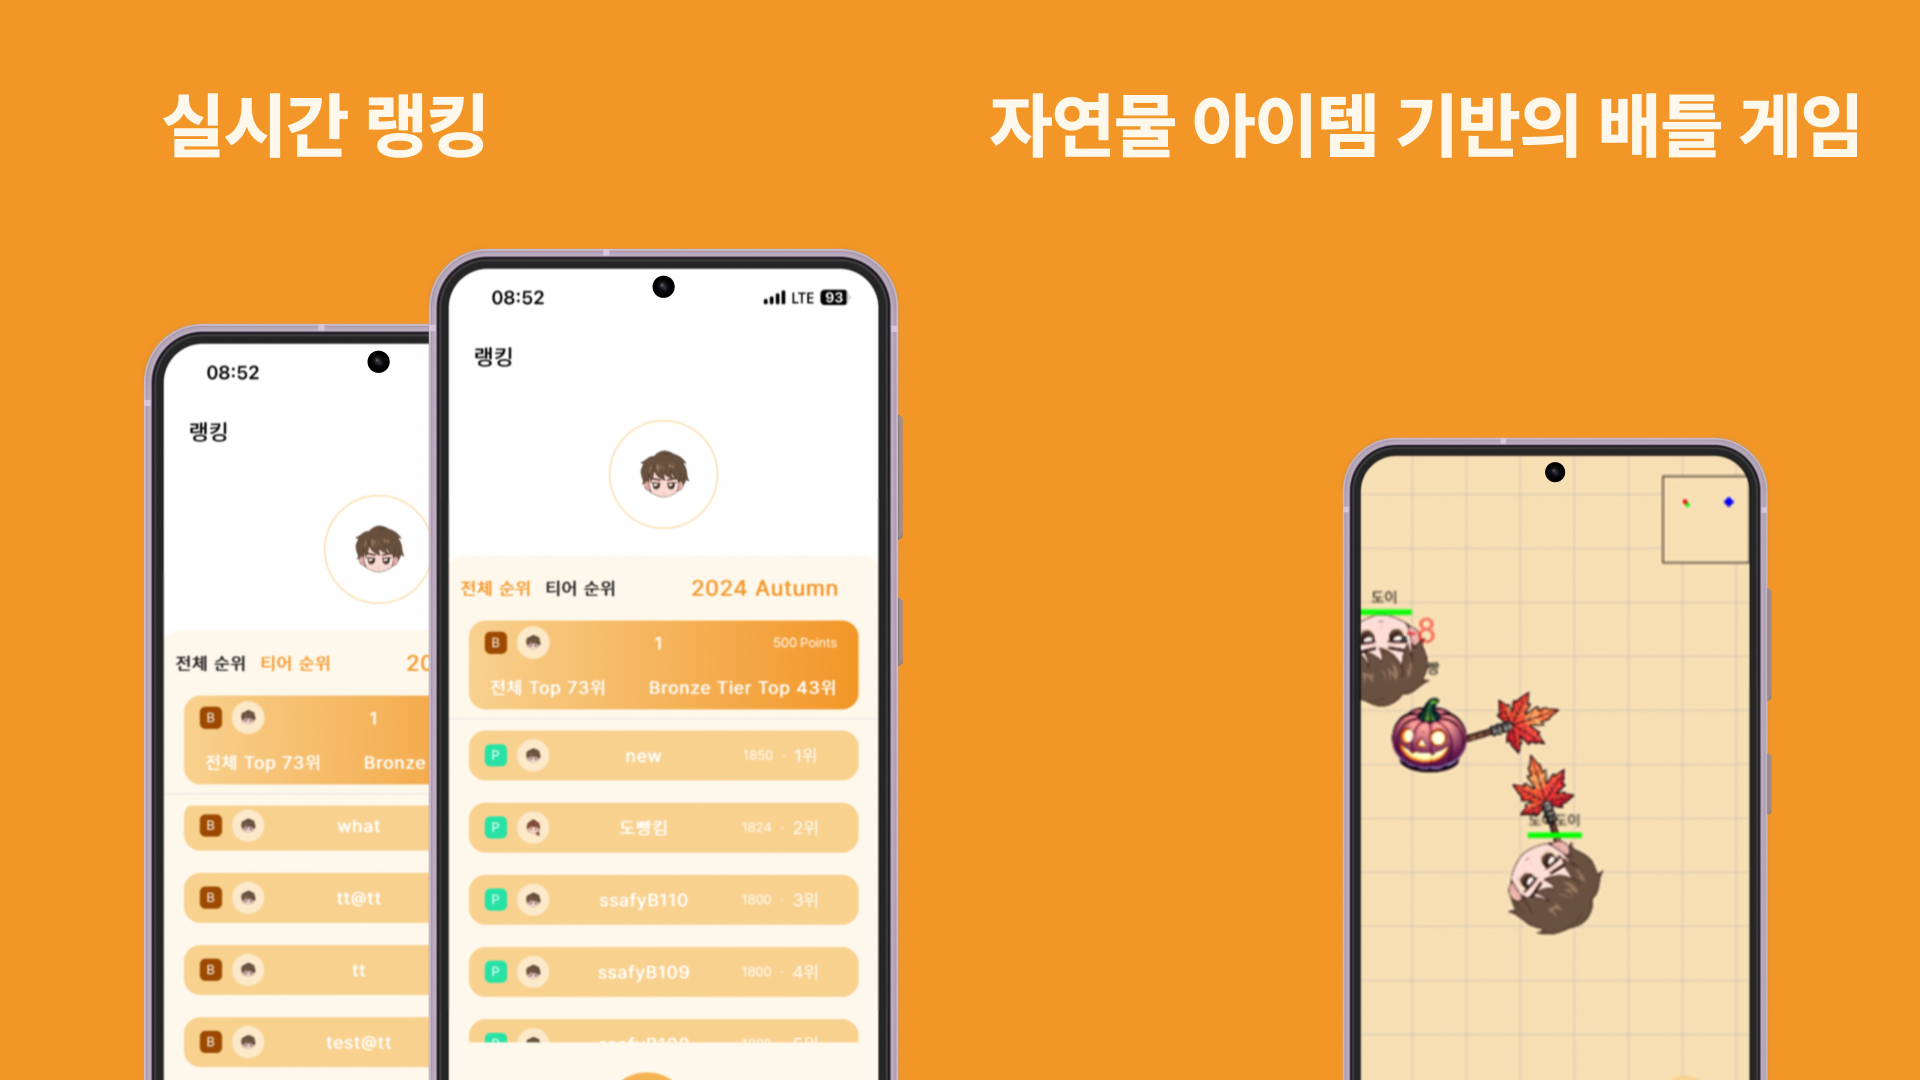 실시간 랭킹
자연물 아이템 기반의 배틀 게임
08:52
랭킹
전체 순위 티어 순위 20
B 1
전체 Top 73위 Bronze
B what
B tt@tt
B tt
B test@tt
08:52 LTE 93
랭킹
전체 순위 티어 순위 2024 Autumn
B 1 500 Points
전체 Top 73위 Bronze Tier Top 43위
P new 1850 · 1위
P 도빵킴 1824 · 2위
P ssafyB110 1800 · 3위
P ssafyB109 1800 · 4위
도이
-8
빵
도이